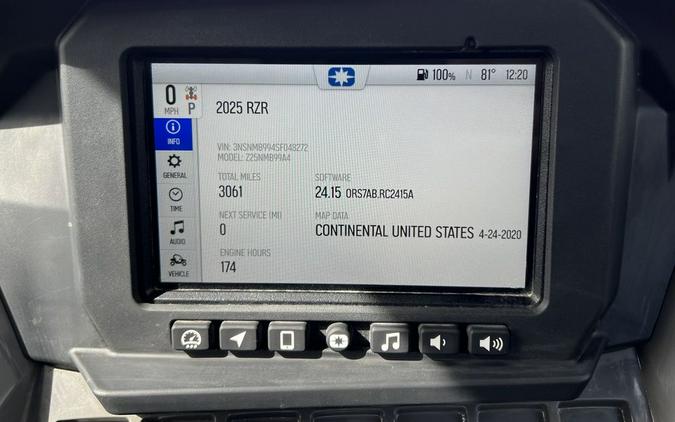 100% N 81° 12:20
0
MPH P
2025 RZR
INFO
VIN: 3NSNMB994SF048272
MODEL: Z25NMB99A4
GENERAL
TOTAL MILES SOFTWARE
3061 24.15 0RS7AB.RC2415A
TIME
NEXT SERVICE (MI) MAP DATA
0 CONTINENTAL UNITED STATES 4-24-2020
AUDIO
ENGINE HOURS
174
VEHICLE